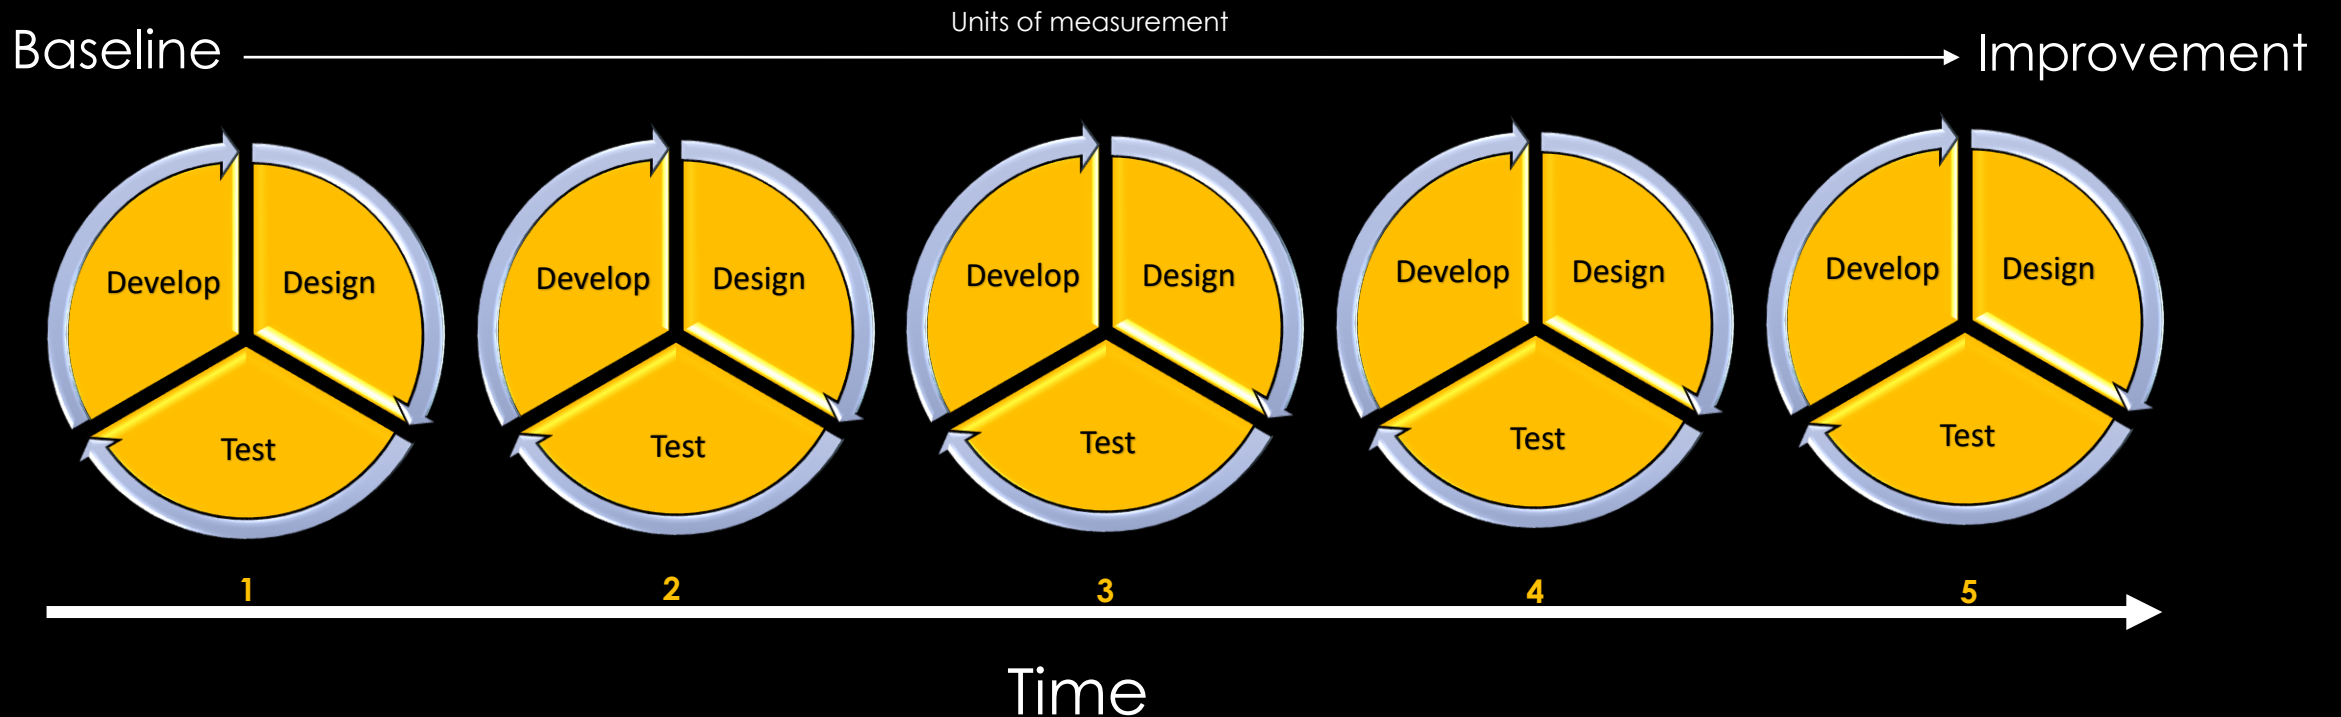 Units of measurement
Baseline
Improvement
Develop
Design
Test
Develop
Design
Test
Develop
Design
Test
Develop
Design
Test
Develop
Design
Test
1
2
3
4
5
Time